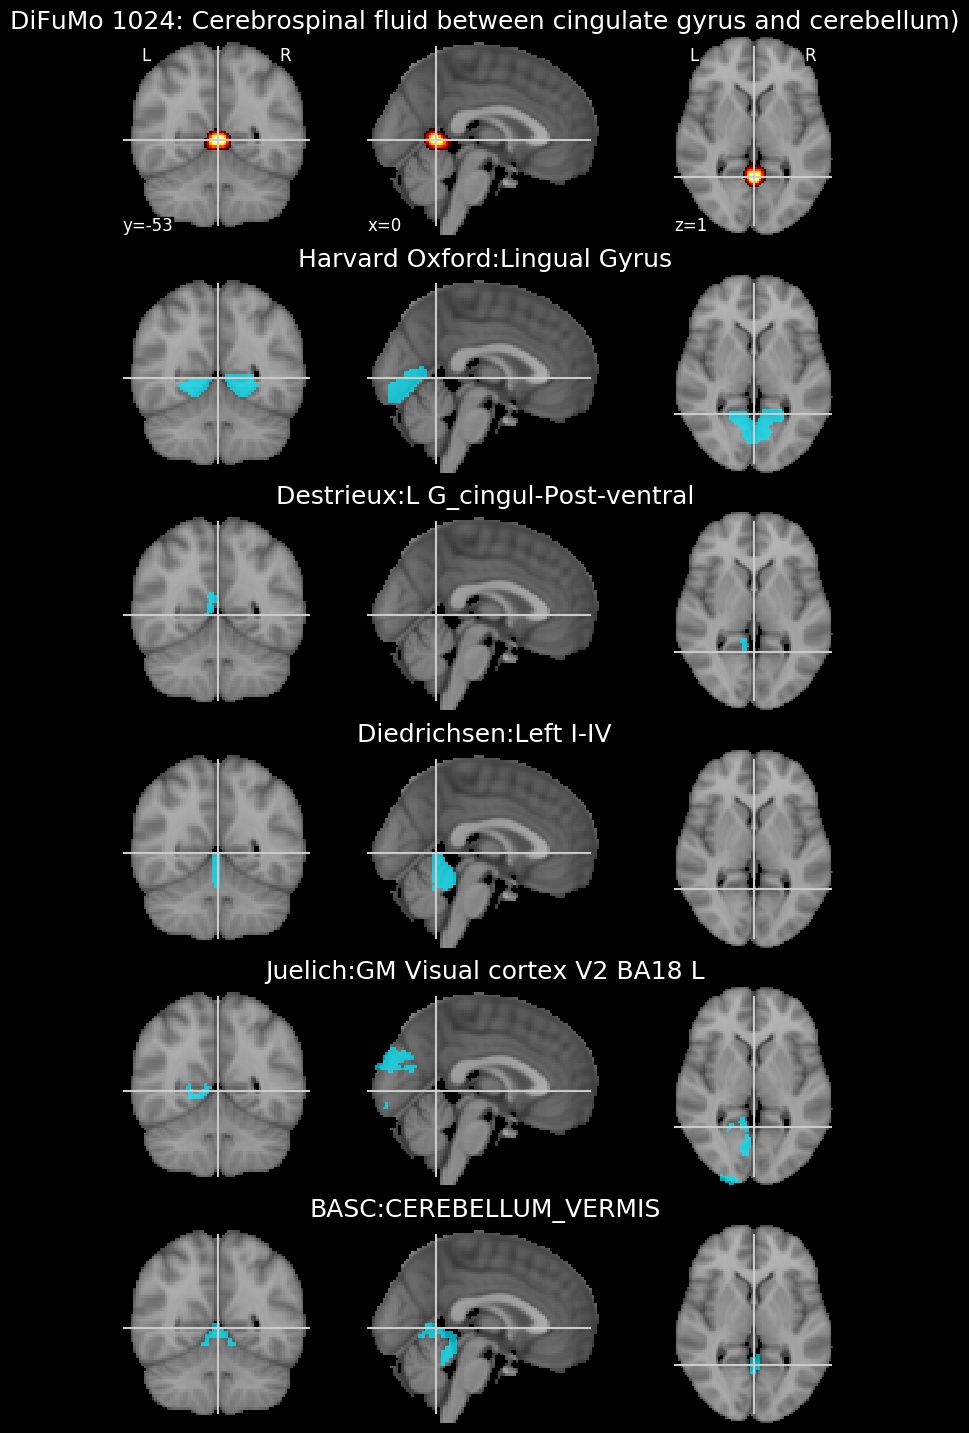 DiFuMo 1024: Cerebrospinal fluid between cingulate gyrus and cerebellum)
L R L R
y=-53 x=0 z=1
Harvard Oxford:Lingual Gyrus
Destrieux:L G_cingul-Post-ventral
Diedrichsen:Left I-IV
Juelich:GM Visual cortex V2 BA18 L
BASC:CEREBELLUM_VERMIS